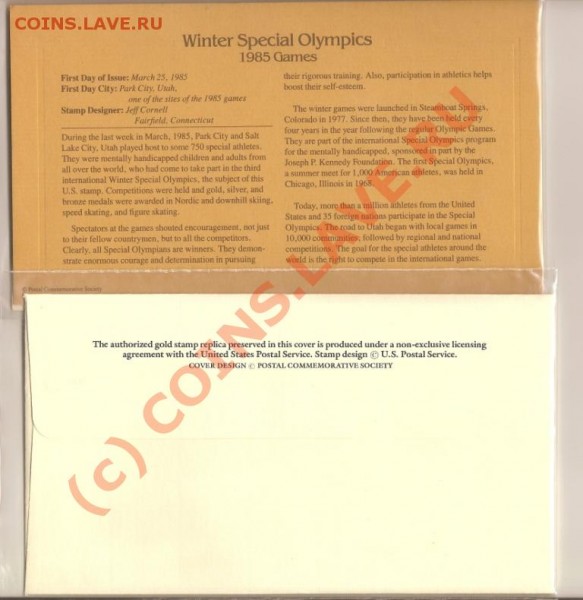 COINS.LAVE.RU
Winter Special Olympics
1985 Games
First Day of Issue: March 25, 1985
First Day City: Park City, Utah,
one of the sites of the 1985 games
Stamp Designer: Jeff Cornell
Fairfield, Connecticut
During the last week in March, 1985, Park City and Salt
Lake City, Utah played host to some 750 special athletes.
They were mentally handicapped children and adults from
all over the world, who had come to take part in the third
international Winter Special Olympics, the subject of this
U.S. stamp. Competitions were held and gold, silver, and
bronze medals were awarded in Nordic and downhill skiing,
speed skating, and figure skating.
Spectators at the games shouted encouragement, not just
to their fellow countrymen, but to all the competitors.
Clearly, all Special Olympians are winners. They demon-
strate enormous courage and determination in pursuing
their rigorous training. Also, participation in athletics helps
boost their self-esteem.
The winter games were launched in Steamboat Springs,
Colorado in 1977. Since then, they have been held every
four years in the year following the regular Olympic Games.
They are part of the international Special Olympics program
for the mentally handicapped, sponsored in part by the
Joseph P. Kennedy Foundation. The first Special Olympics,
a summer meet for 1,000 American athletes, was held in
Chicago, Illinois in 1968.
Today, more than a million athletes from the United
States and 35 foreign nations participate in the Special
Olympics. The road to Utah began with local games in
10,000 communities, followed by regional and national
competitions. The goal for the special athletes around the
world is the right to compete in the international games.
© Postal Commemorative Society
The authorized gold stamp replica preserved in this cover is produced under a non-exclusive licensing
agreement with the United States Postal Service. Stamp design © U.S. Postal Service.
COVER DESIGN © POSTAL COMMEMORATIVE SOCIETY
(c) COINS.LAVE.RU